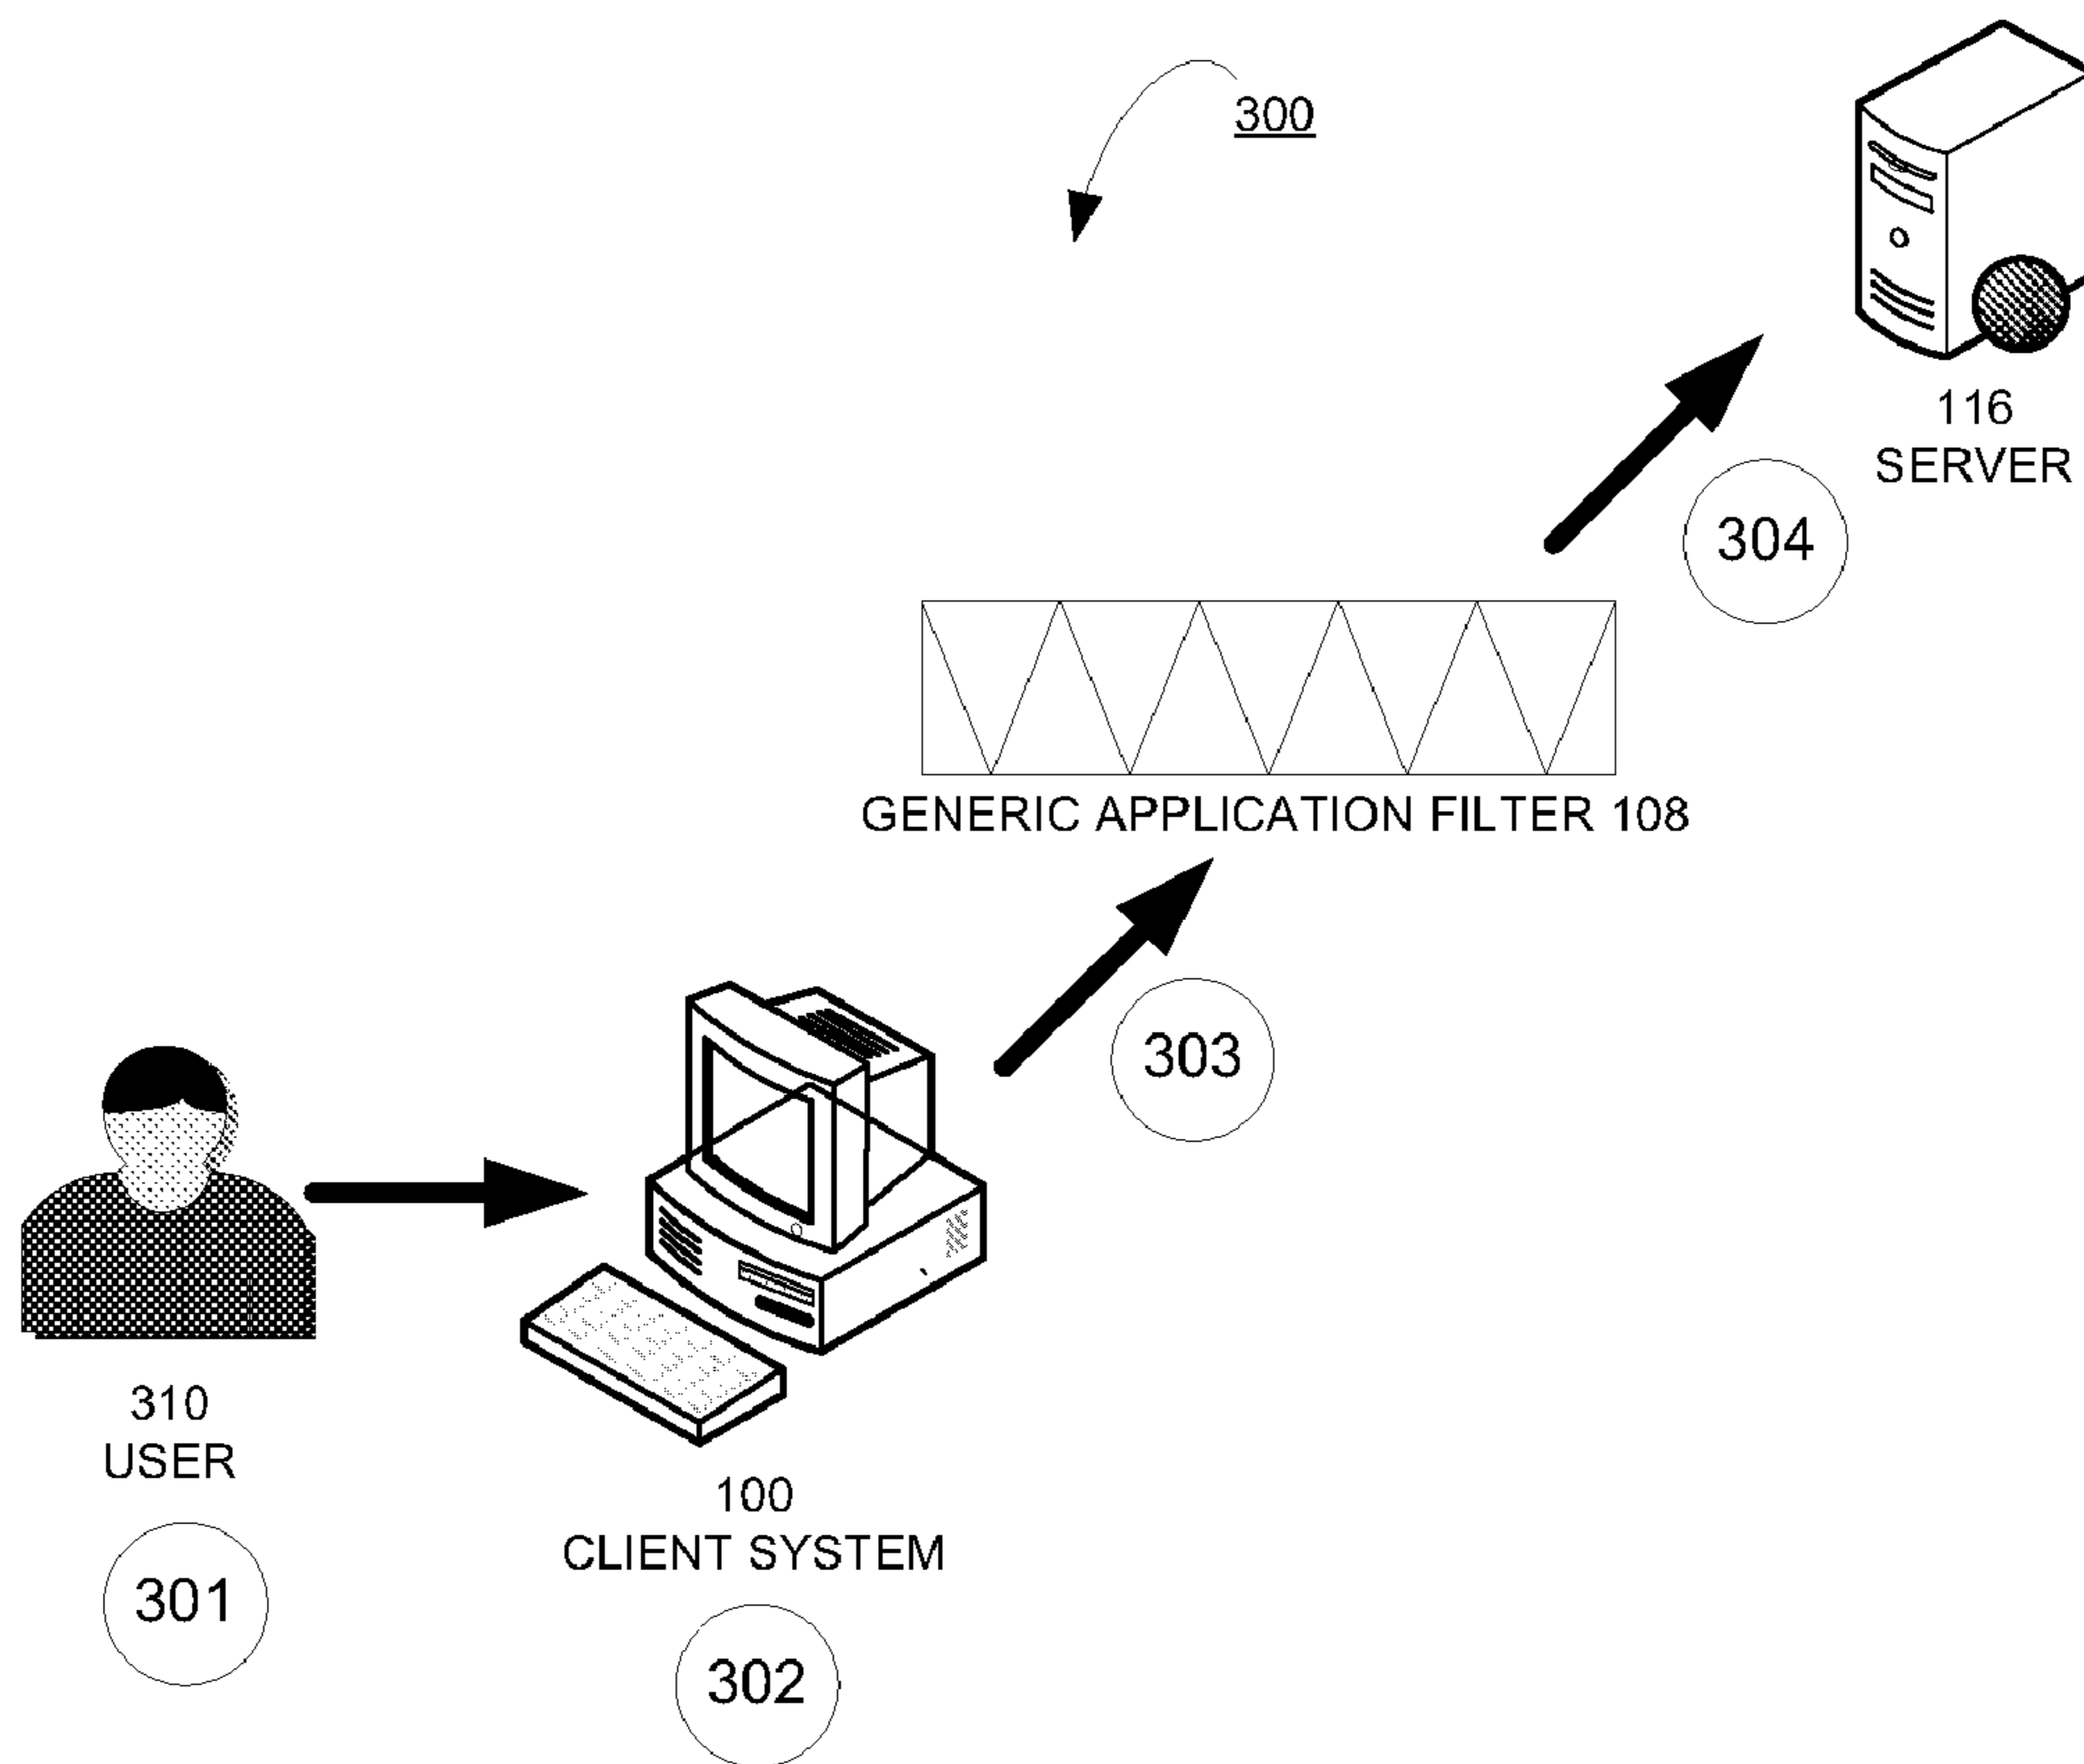 300
116
SERVER
304
GENERIC APPLICATION FILTER 108
303
310
USER
301
100
CLIENT SYSTEM
302